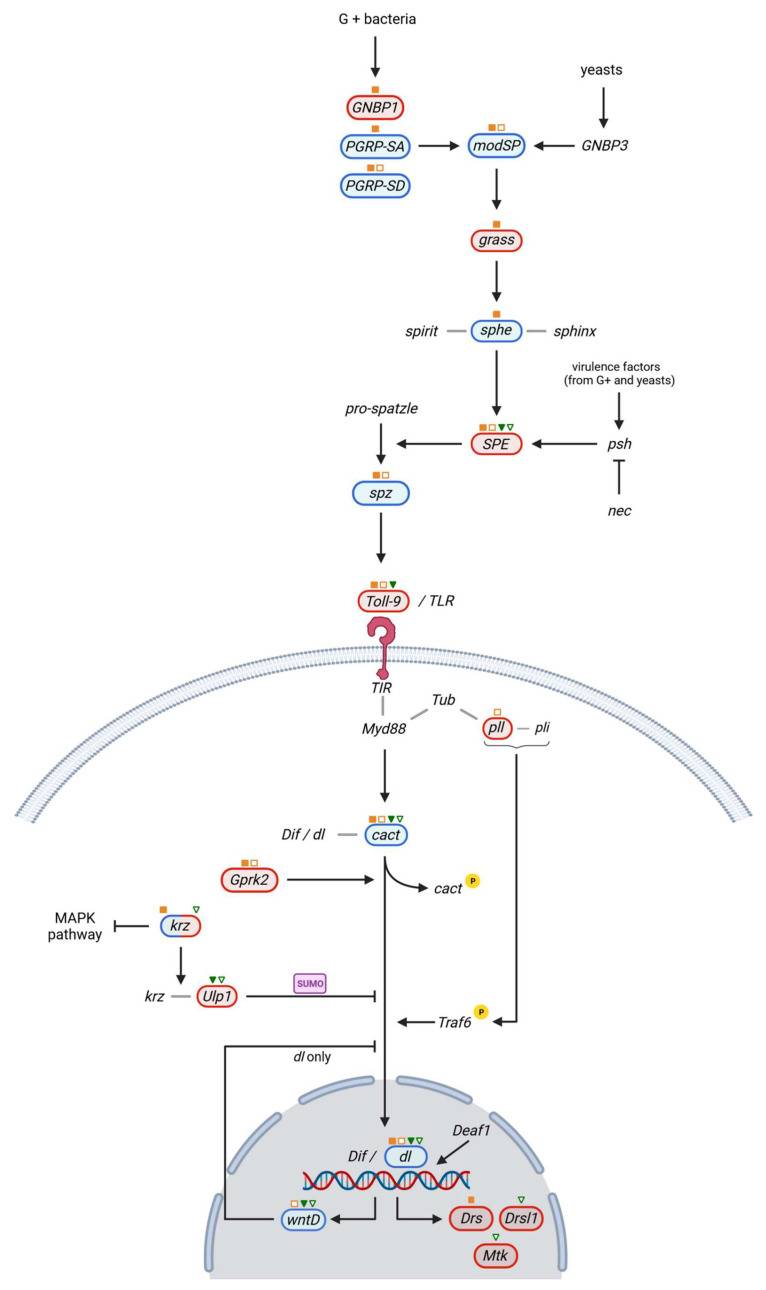 G + bacteria
yeasts
GNBP1
PGRP-SA
modSP
GNBP3
PGRP-SD
grass
spirit
sphe
sphinx
virulence factors
(from G+ and yeasts)
pro-spatzle
SPE
psh
spz
nec
Toll-9
/ TLR
TIR
Tub
Myd88
pll
pli
Dif / dl
cact
Gprk2
cact
P
MAPK
pathway
krz
krz
Ulp1
SUMO
Traf6
P
dl only
Deaf1
Dif /
dl
wntD
Drs
Drsl1
Mtk